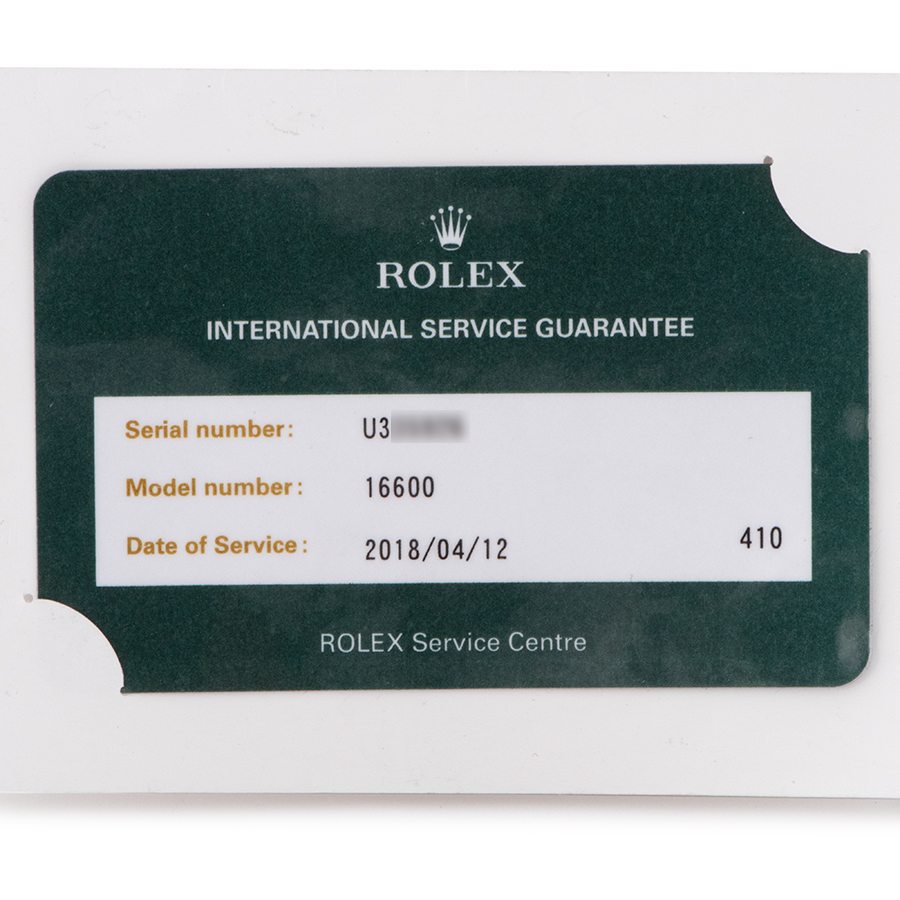 ROLEX
INTERNATIONAL SERVICE GUARANTEE
Serial number: U3
Model number: 16600
Date of Service: 2018/04/12 410
ROLEX Service Centre